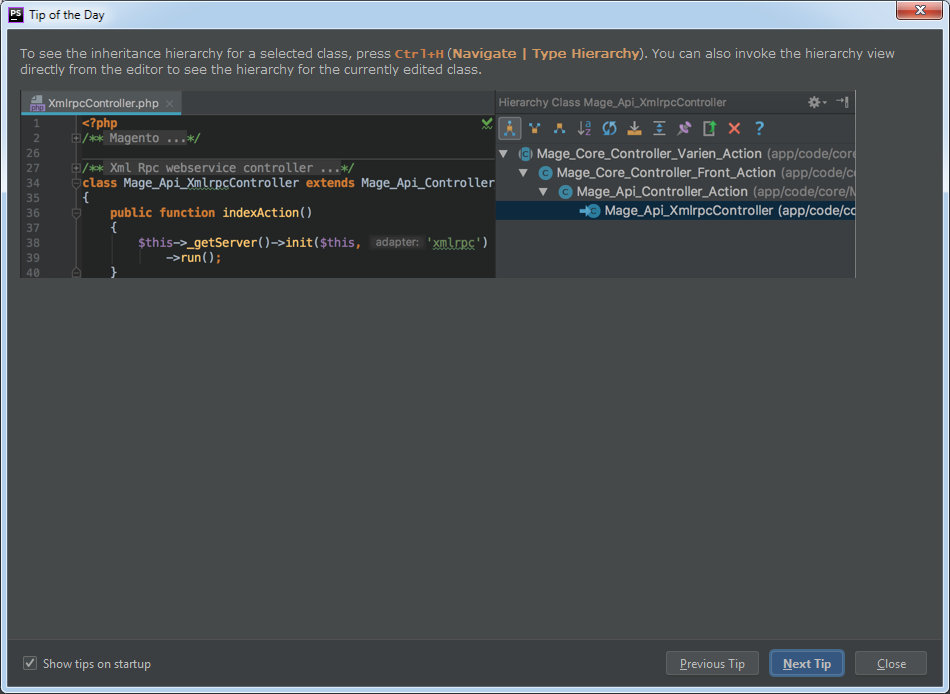 PS Tip of the Day
To see the inheritance hierarchy for a selected class, press Ctrl+H (Navigate | Type Hierarchy). You can also invoke the hierarchy view
directly from the editor to see the hierarchy for the currently edited class.
XmlrpcController.php
Hierarchy Class Mage_Api_XmlrpcController
1 <?php
2 /** Magento ...*/
26
27 /** Xml Rpc webservice controller ...*/
34 class Mage_Api_XmlrpcController extends Mage_Api_Controller
35 {
36 public function indexAction()
37 {
38 $this->_getServer()->init($this, adapter: 'xmlrpc')
39 ->run();
40 }
Mage_Core_Controller_Varien_Action (app/code/core
Mage_Core_Controller_Front_Action (app/code/co
Mage_Api_Controller_Action (app/code/core/M
Mage_Api_XmlrpcController (app/code/co
Show tips on startup
Previous Tip
Next Tip
Close